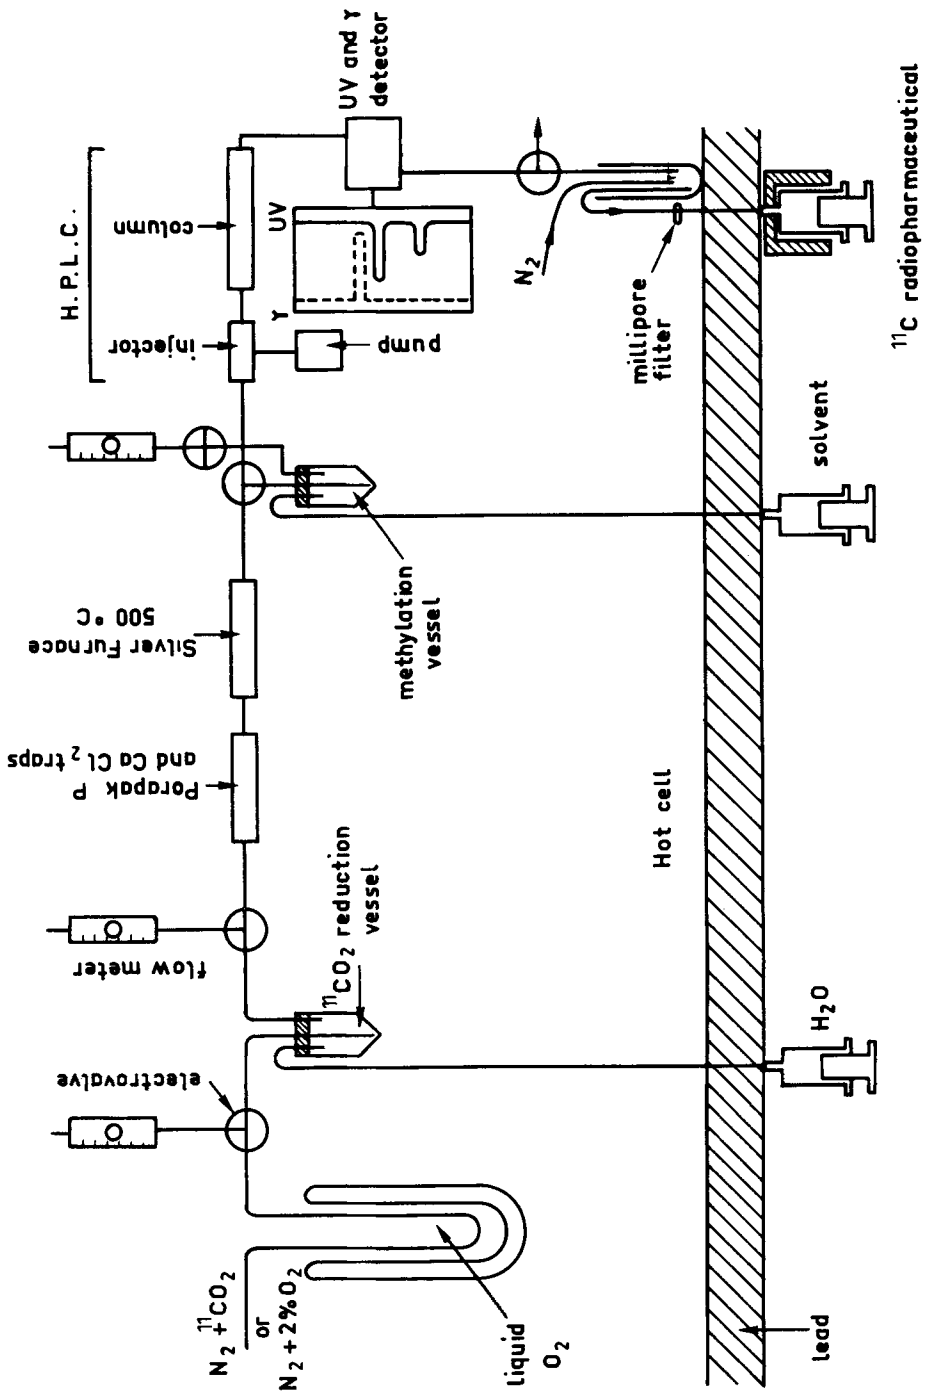 N₂ + ¹¹CO₂
or
N₂ + 2%O₂
liquid
O₂
electrovalve
flow meter
¹¹CO₂ reduction
vessel
Porapak P
and CaCl₂ traps
Silver Furnace
500 °C
methylation
vessel
H.P.L.C.
injector
column
pump
γ
UV
UV and γ
detector
N₂
millipore
filter
Hot cell
lead
H₂O
solvent
¹¹C radiopharmaceutical